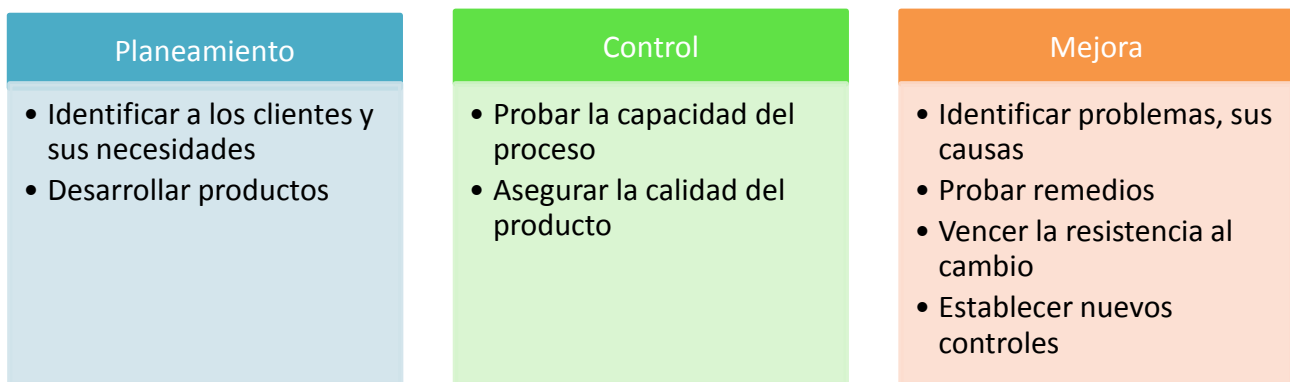 Planeamiento
• Identificar a los clientes y
sus necesidades
• Desarrollar productos
Control
• Probar la capacidad del
proceso
• Asegurar la calidad del
producto
Mejora
• Identificar problemas, sus
causas
• Probar remedios
• Vencer la resistencia al
cambio
• Establecer nuevos
controles